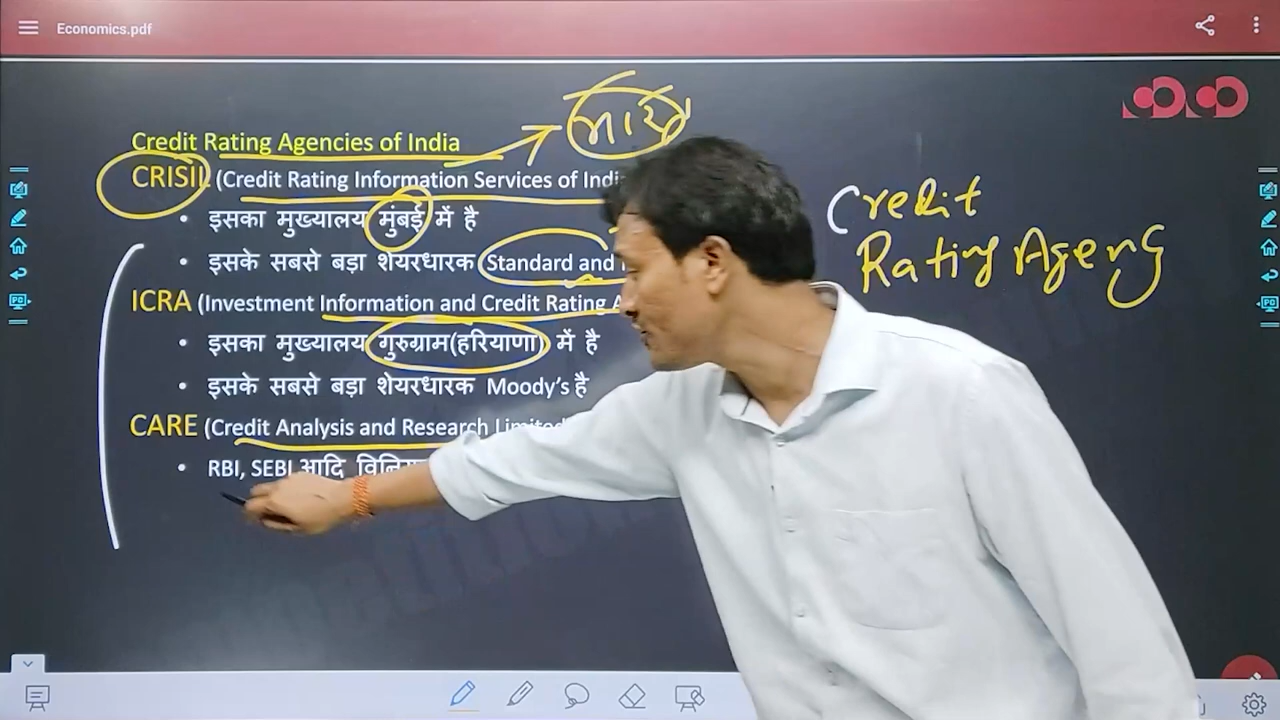 Economics.pdf
भारत
Credit Rating Agencies of India
CRISIL (Credit Rating Information Services of
इसका मुख्यालय मुंबई में है
इसके सबसे बड़ा शेयरधारक Standard and
ICRA (Investment Information and Credit Rating
इसका मुख्यालय गुरुग्राम(हरियाणा) में है
इसके सबसे बड़ा शेयरधारक Moody's है
CARE (Credit Analysis and Research Limited
RBI, SEBI आदि
Credit
Rating Ageny